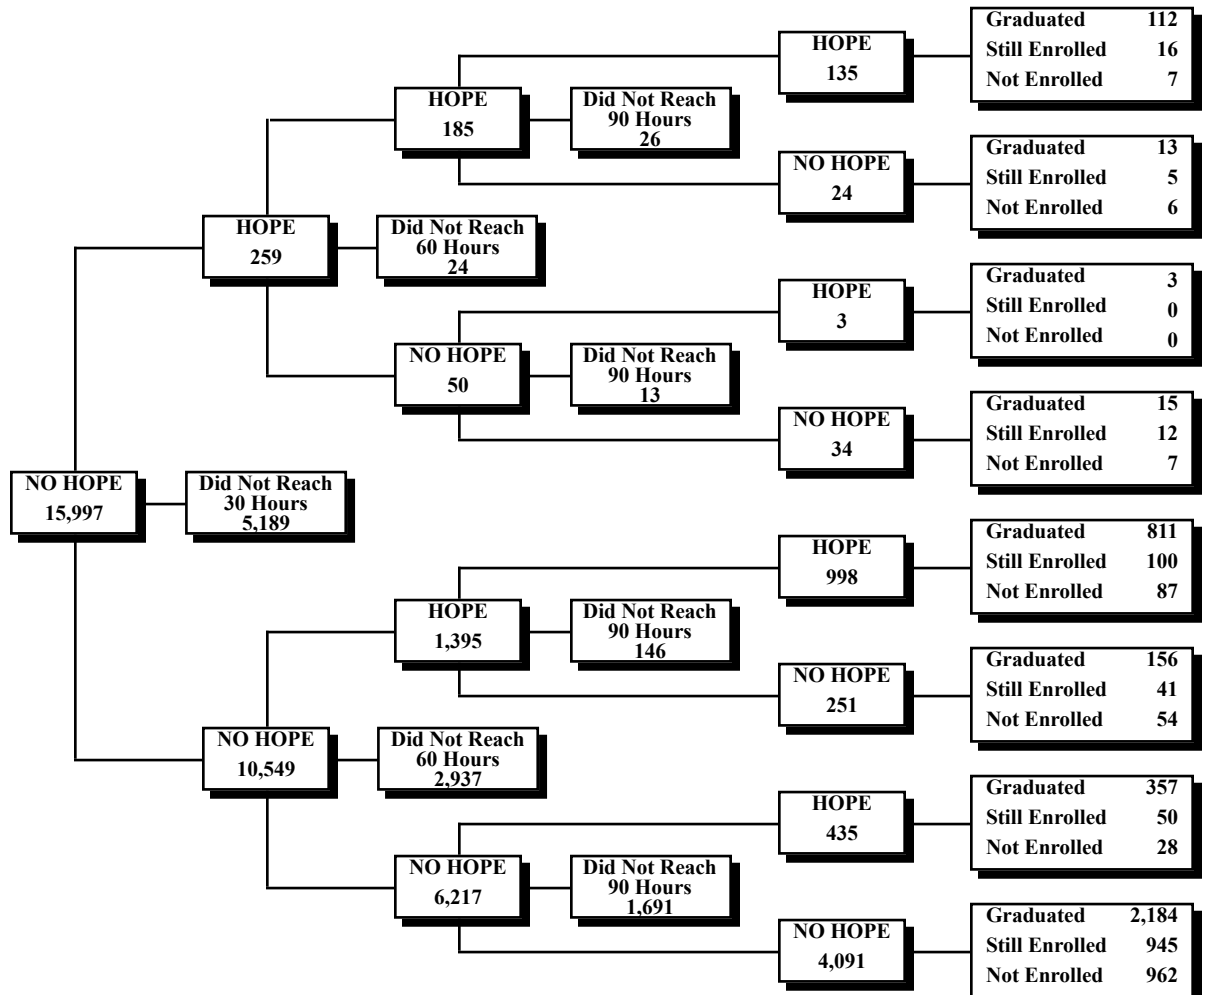 HOPE
135
Graduated 112
Still Enrolled 16
Not Enrolled 7
HOPE
185
Did Not Reach
90 Hours
26
NO HOPE
24
Graduated 13
Still Enrolled 5
Not Enrolled 6
HOPE
259
Did Not Reach
60 Hours
24
HOPE
3
Graduated 3
Still Enrolled 0
Not Enrolled 0
NO HOPE
50
Did Not Reach
90 Hours
13
NO HOPE
34
Graduated 15
Still Enrolled 12
Not Enrolled 7
NO HOPE
15,997
Did Not Reach
30 Hours
5,189
HOPE
998
Graduated 811
Still Enrolled 100
Not Enrolled 87
HOPE
1,395
Did Not Reach
90 Hours
146
NO HOPE
251
Graduated 156
Still Enrolled 41
Not Enrolled 54
NO HOPE
10,549
Did Not Reach
60 Hours
2,937
HOPE
435
Graduated 357
Still Enrolled 50
Not Enrolled 28
NO HOPE
6,217
Did Not Reach
90 Hours
1,691
NO HOPE
4,091
Graduated 2,184
Still Enrolled 945
Not Enrolled 962